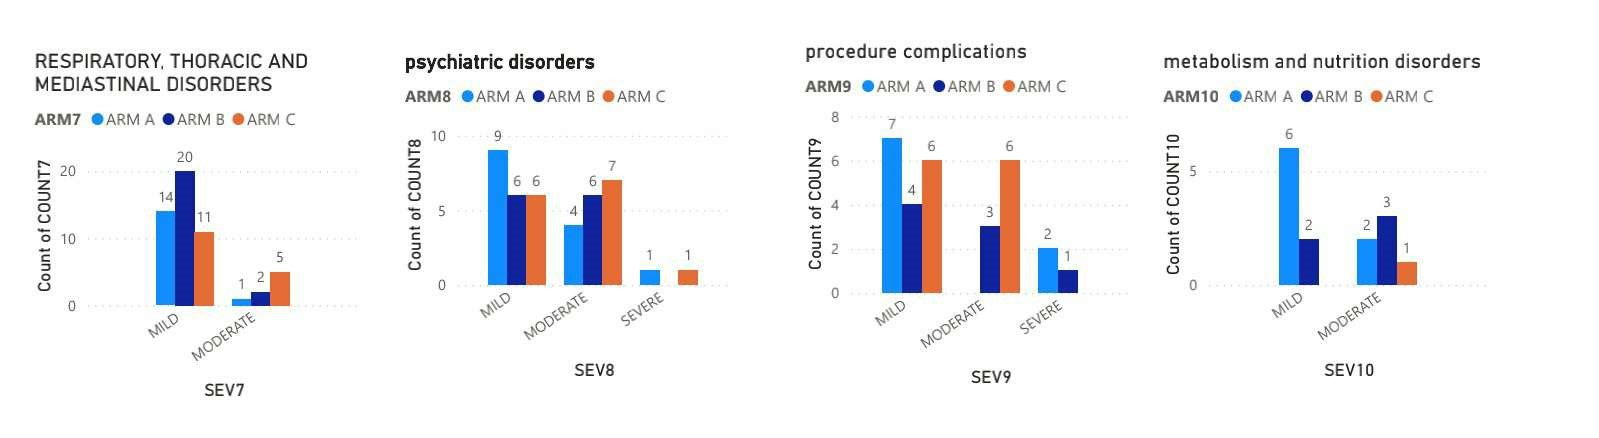 RESPIRATORY, THORACIC AND
MEDIASTINAL DISORDERS
ARM7 ARM A ARM B ARM C
Count of COUNT7
20
10
0
14
20
11
1
2
5
MILD
MODERATE
SEV7
psychiatric disorders
ARM8 ARM A ARM B ARM C
Count of COUNT8
10
5
0
9
6
6
4
6
7
1
1
MILD
MODERATE
SEVERE
SEV8
procedure complications
ARM9 ARM A ARM B ARM C
Count of COUNT9
8
6
4
2
0
7
4
6
3
6
2
1
MILD
MODERATE
SEVERE
SEV9
metabolism and nutrition disorders
ARM10 ARM A ARM B ARM C
Count of COUNT10
5
0
6
2
2
3
1
MILD
MODERATE
SEV10